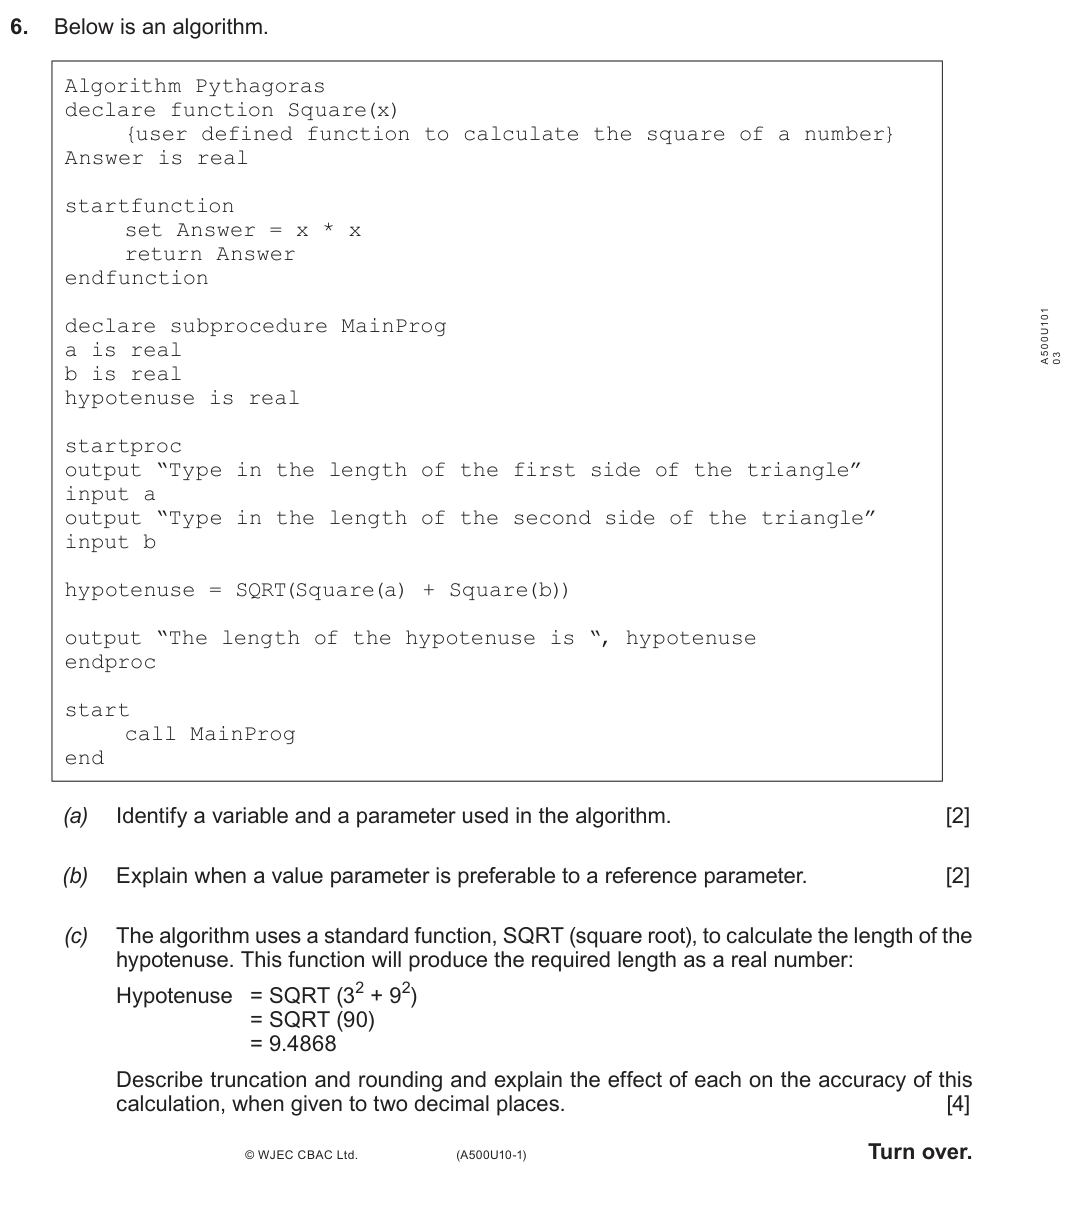 6. Below is an algorithm.
Algorithm Pythagoras
declare function Square(x)
{user defined function to calculate the square of a number}
Answer is real
startfunction
set Answer = x * x
return Answer
endfunction
declare subprocedure MainProg
a is real
b is real
hypotenuse is real
startproc
output “Type in the length of the first side of the triangle”
input a
output “Type in the length of the second side of the triangle”
input b
hypotenuse = SQRT(Square(a) + Square(b))
output “The length of the hypotenuse is “, hypotenuse
endproc
start
call MainProg
end
(a) Identify a variable and a parameter used in the algorithm. [2]
(b) Explain when a value parameter is preferable to a reference parameter. [2]
(c) The algorithm uses a standard function, SQRT (square root), to calculate the length of the
hypotenuse. This function will produce the required length as a real number:
Hypotenuse = SQRT (3² + 9²)
= SQRT (90)
= 9.4868
Describe truncation and rounding and explain the effect of each on the accuracy of this
calculation, when given to two decimal places. [4]
© WJEC CBAC Ltd. (A500U10-1) Turn over.
A500U101
03